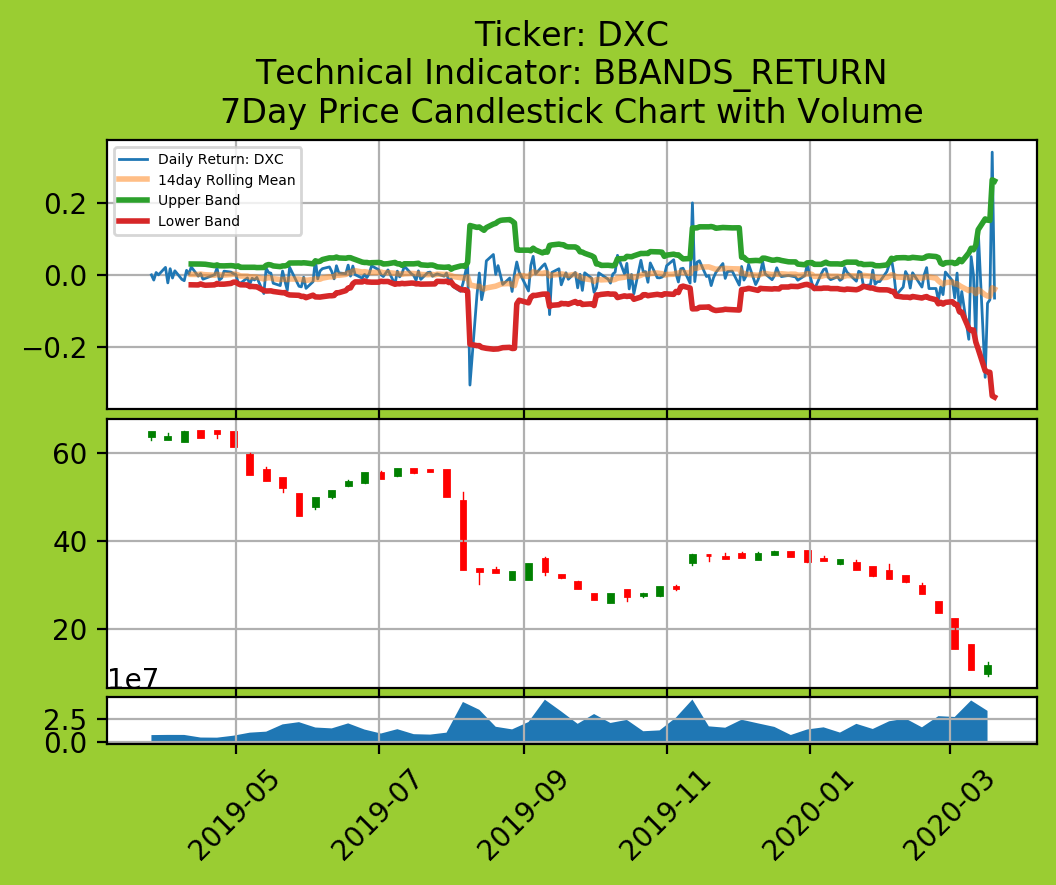 Ticker: DXC
Technical Indicator: BBANDS_RETURN
7Day Price Candlestick Chart with Volume
Daily Return: DXC
14day Rolling Mean
Upper Band
Lower Band
0.2
0.0
−0.2
60
40
20
1e7
2.5
0.0
2019-05
2019-07
2019-09
2019-11
2020-01
2020-03